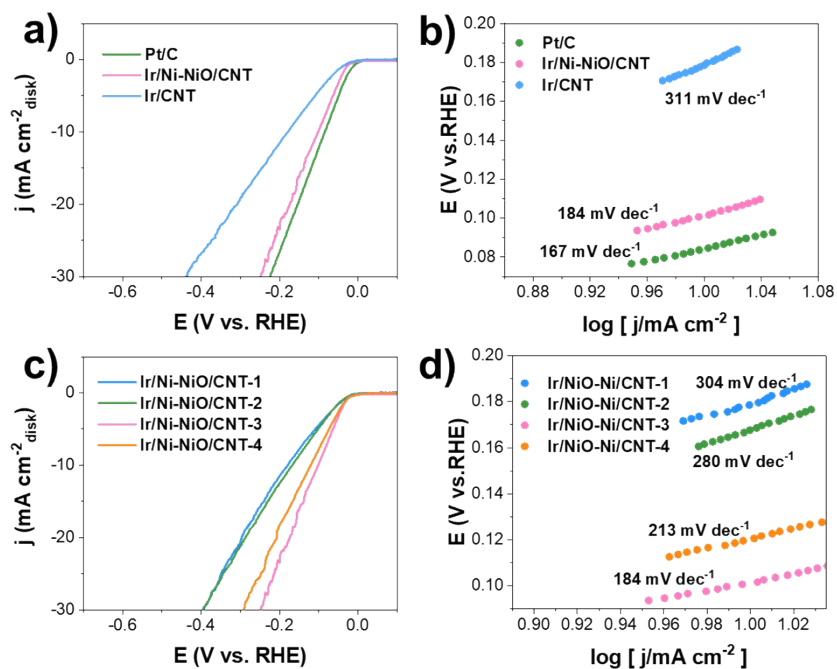 a)
Pt/C
Ir/Ni-NiO/CNT
Ir/CNT
0
-10
-20
-30
-0.6
-0.4
-0.2
0.0
j (mA cm⁻²disk)
E (V vs. RHE)
b)
Pt/C
Ir/Ni-NiO/CNT
Ir/CNT
311 mV dec⁻¹
184 mV dec⁻¹
167 mV dec⁻¹
0.20
0.18
0.16
0.14
0.12
0.10
0.08
0.88
0.92
0.96
1.00
1.04
1.08
E (V vs.RHE)
log [ j/mA cm⁻² ]
c)
Ir/Ni-NiO/CNT-1
Ir/Ni-NiO/CNT-2
Ir/Ni-NiO/CNT-3
Ir/Ni-NiO/CNT-4
0
-10
-20
-30
-0.6
-0.4
-0.2
0.0
j (mA cm⁻²disk)
E (V vs. RHE)
d)
Ir/NiO-Ni/CNT-1
Ir/NiO-Ni/CNT-2
Ir/NiO-Ni/CNT-3
Ir/NiO-Ni/CNT-4
304 mV dec⁻¹
280 mV dec⁻¹
213 mV dec⁻¹
184 mV dec⁻¹
0.20
0.18
0.16
0.14
0.12
0.10
0.90
0.92
0.94
0.96
0.98
1.00
1.02
E (V vs.RHE)
log [ j/mA cm⁻² ]